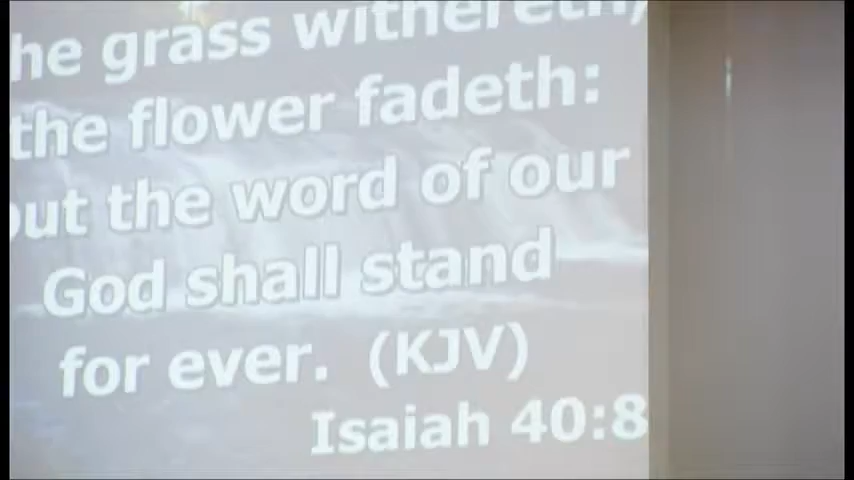 he grass withereth,
the flower fadeth:
out the word of our
God shall stand
for ever. (KJV)
Isaiah 40:8